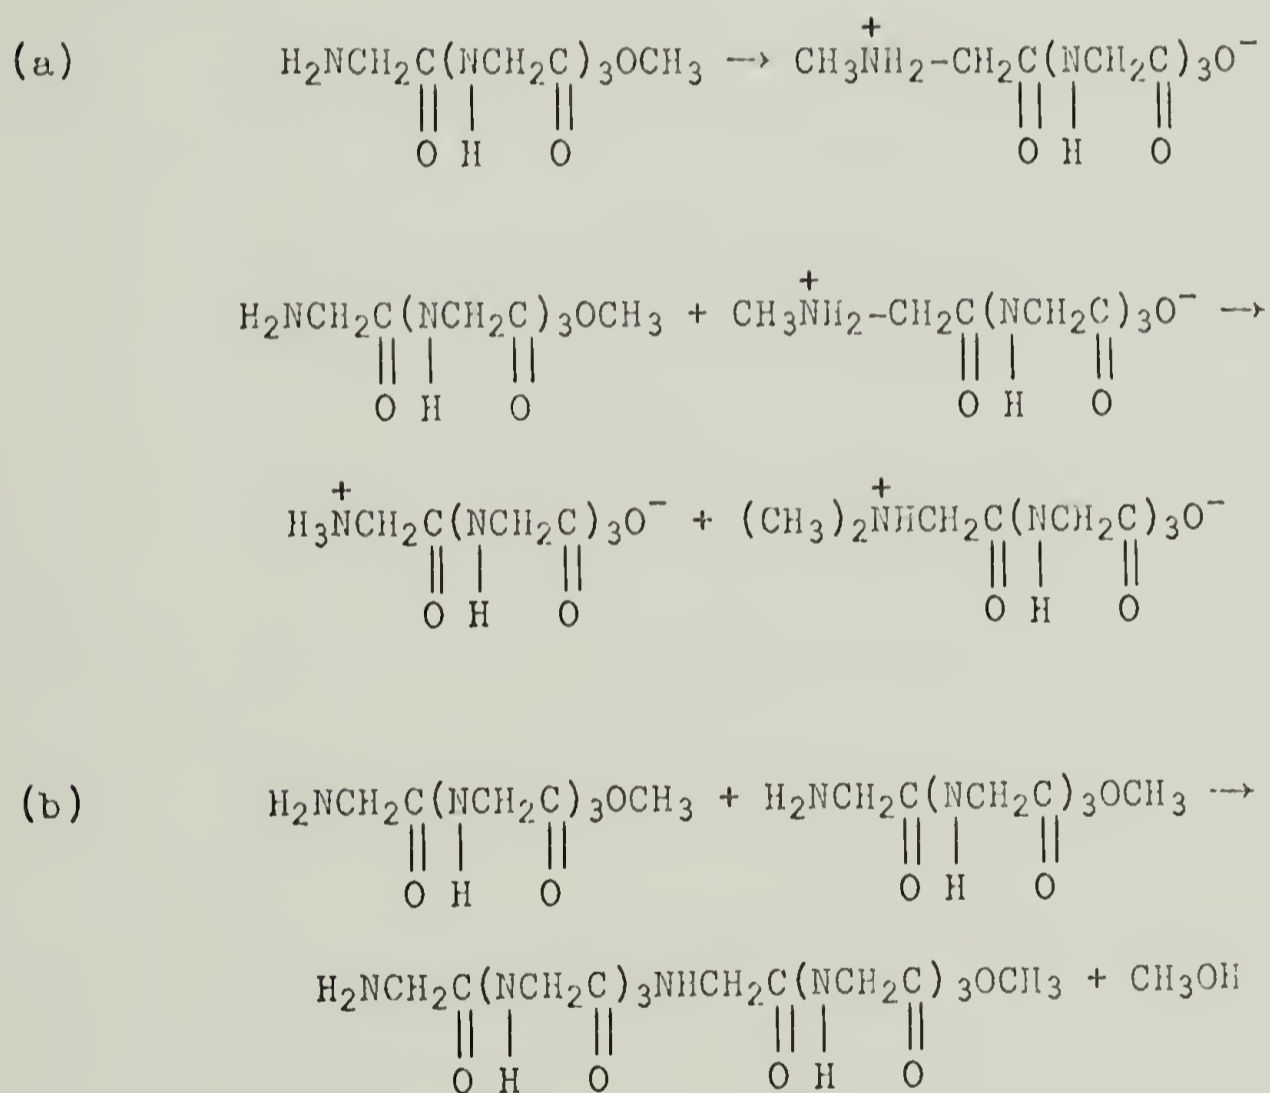 +
(a) H₂NCH₂C(NCH₂C)₃OCH₃ → CH₃NH₂-CH₂C(NCH₂C)₃O⁻
O H O O H O
+
H₂NCH₂C(NCH₂C)₃OCH₃ + CH₃NH₂-CH₂C(NCH₂C)₃O⁻ →
O H O O H O
+ +
H₃NCH₂C(NCH₂C)₃O⁻ + (CH₃)₂NHCH₂C(NCH₂C)₃O⁻
O H O O H O
(b) H₂NCH₂C(NCH₂C)₃OCH₃ + H₂NCH₂C(NCH₂C)₃OCH₃ →
O H O O H O
H₂NCH₂C(NCH₂C)₃NHCH₂C(NCH₂C)₃OCH₃ + CH₃OH
O H O O H O